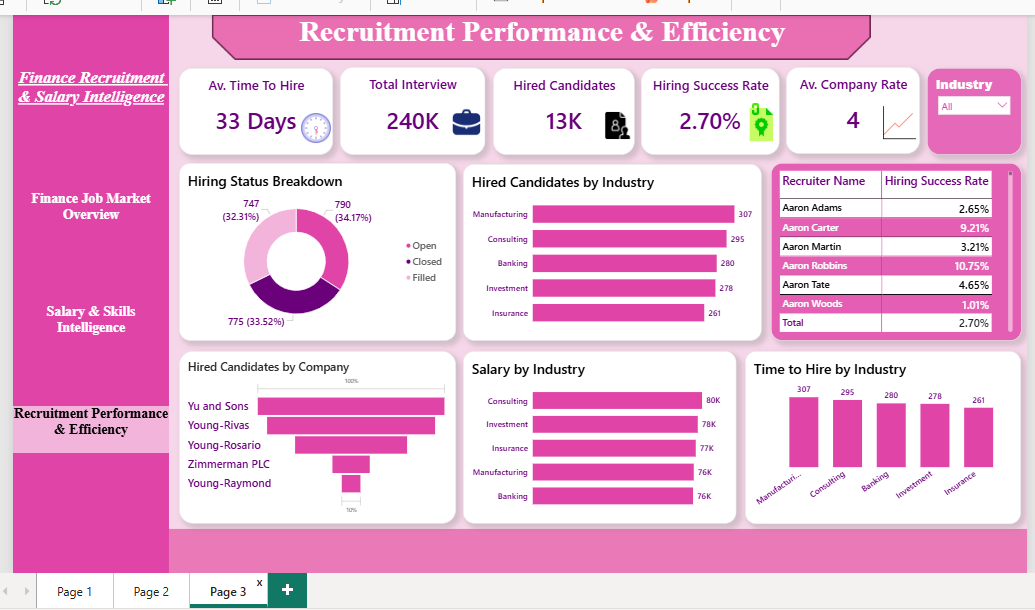 Recruitment Performance & Efficiency
Finance Recruitment
& Salary Intelligence
Finance Job Market
Overview
Salary & Skills
Intelligence
Recruitment Performance
& Efficiency
Av. Time To Hire
33 Days
Total Interview
240K
Hired Candidates
13K
Hiring Success Rate
2.70%
Av. Company Rate
4
Industry
All
Hiring Status Breakdown
747
(32.31%)
790
(34.17%)
775 (33.52%)
Open
Closed
Filled
Hired Candidates by Industry
Manufacturing 307
Consulting 295
Banking 280
Investment 278
Insurance 261
Recruiter Name Hiring Success Rate
Aaron Adams 2.65%
Aaron Carter 9.21%
Aaron Martin 3.21%
Aaron Robbins 10.75%
Aaron Tate 4.65%
Aaron Woods 1.01%
Total 2.70%
Hired Candidates by Company
100%
Yu and Sons
Young-Rivas
Young-Rosario
Zimmerman PLC
Young-Raymond
10%
Salary by Industry
Consulting 80K
Investment 78K
Insurance 77K
Manufacturing 76K
Banking 76K
Time to Hire by Industry
307 295 280 278 261
Manufacturi... Consulting Banking Investment Insurance
Page 1 Page 2 Page 3 x +